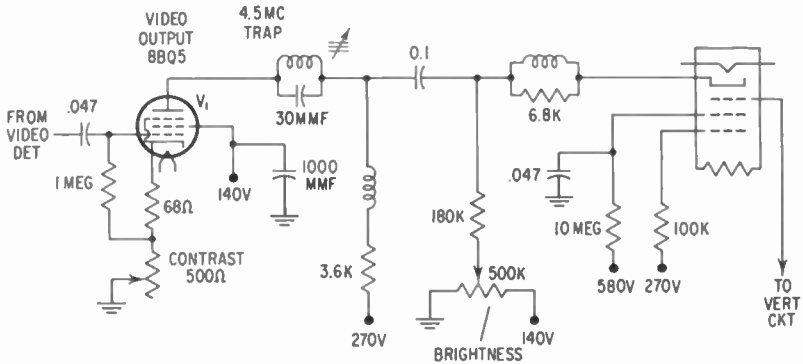 VIDEO
OUTPUT
8BQ5
4.5MC
TRAP
V1
30MMF
0.1
6.8K
FROM
VIDEO
DET
.047
1 MEG
68Ω
CONTRAST
500Ω
140V
1000
MMF
3.6K
270V
180K
500K
140V
BRIGHTNESS
.047
10 MEG
580V
100K
270V
TO
VERT
CKT